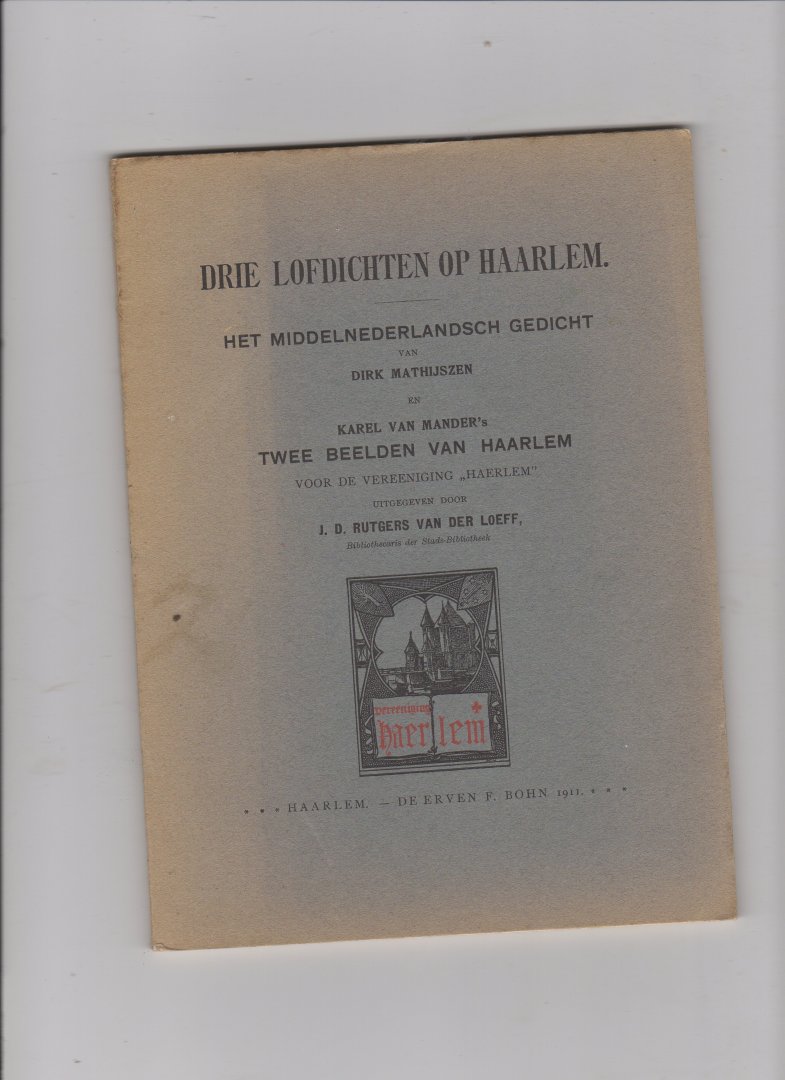 DRIE LOFDICHTEN OP HAARLEM.
HET MIDDELNEDERLANDSCH GEDICHT
VAN
DIRK MATHIJSZEN
EN
KAREL VAN MANDER's
TWEE BEELDEN VAN HAARLEM
VOOR DE VEREENIGING „HAERLEM"
UITGEGEVEN DOOR
J. D. RUTGERS VAN DER LOEFF,
Bibliothecaris der Stads-Bibliotheek
vereeniging
haerlem
* * * HAARLEM. — DE ERVEN F. BOHN 1911. * * *